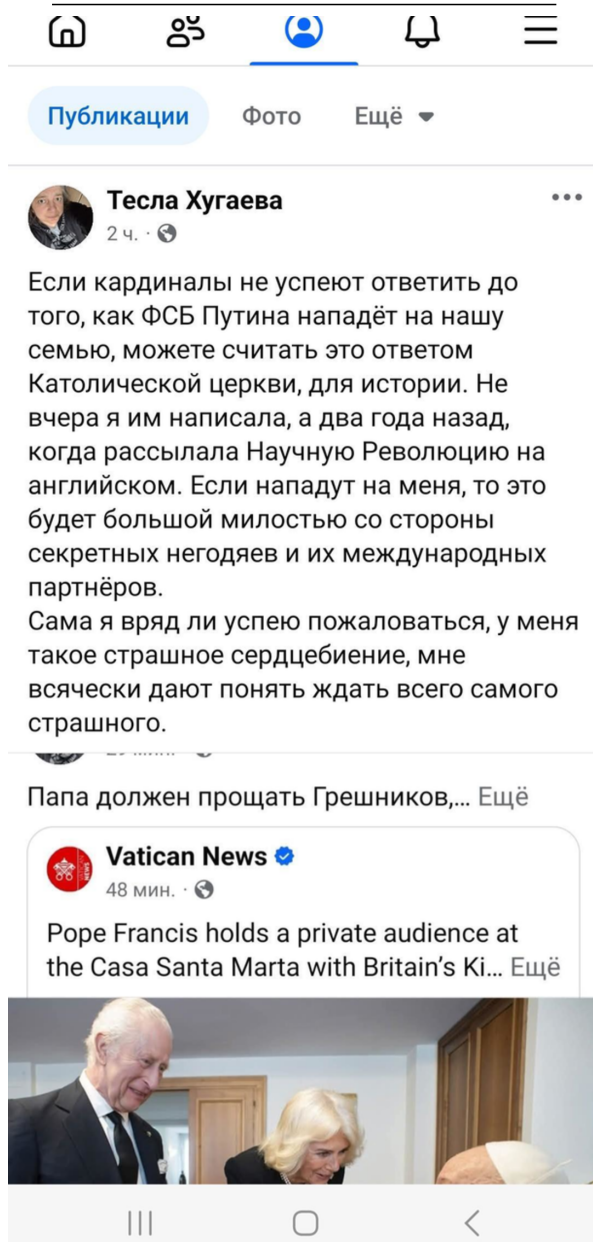 Публикации
Фото
Ещё
Тесла Хугаева
2 ч. ·
Если кардиналы не успеют ответить до
того, как ФСБ Путина нападёт на нашу
семью, можете считать это ответом
Католической церкви, для истории. Не
вчера я им написала, а два года назад,
когда рассылала Научную Революцию на
английском. Если нападут на меня, то это
будет большой милостью со стороны
секретных негодяев и их международных
партнёров.
Сама я вряд ли успею пожаловаться, у меня
такое страшное сердцебиение, мне
всячески дают понять ждать всего самого
страшного.
Папа должен прощать Грешников,... Ещё
Vatican News
48 мин. ·
Pope Francis holds a private audience at
the Casa Santa Marta with Britain's Ki... Ещё